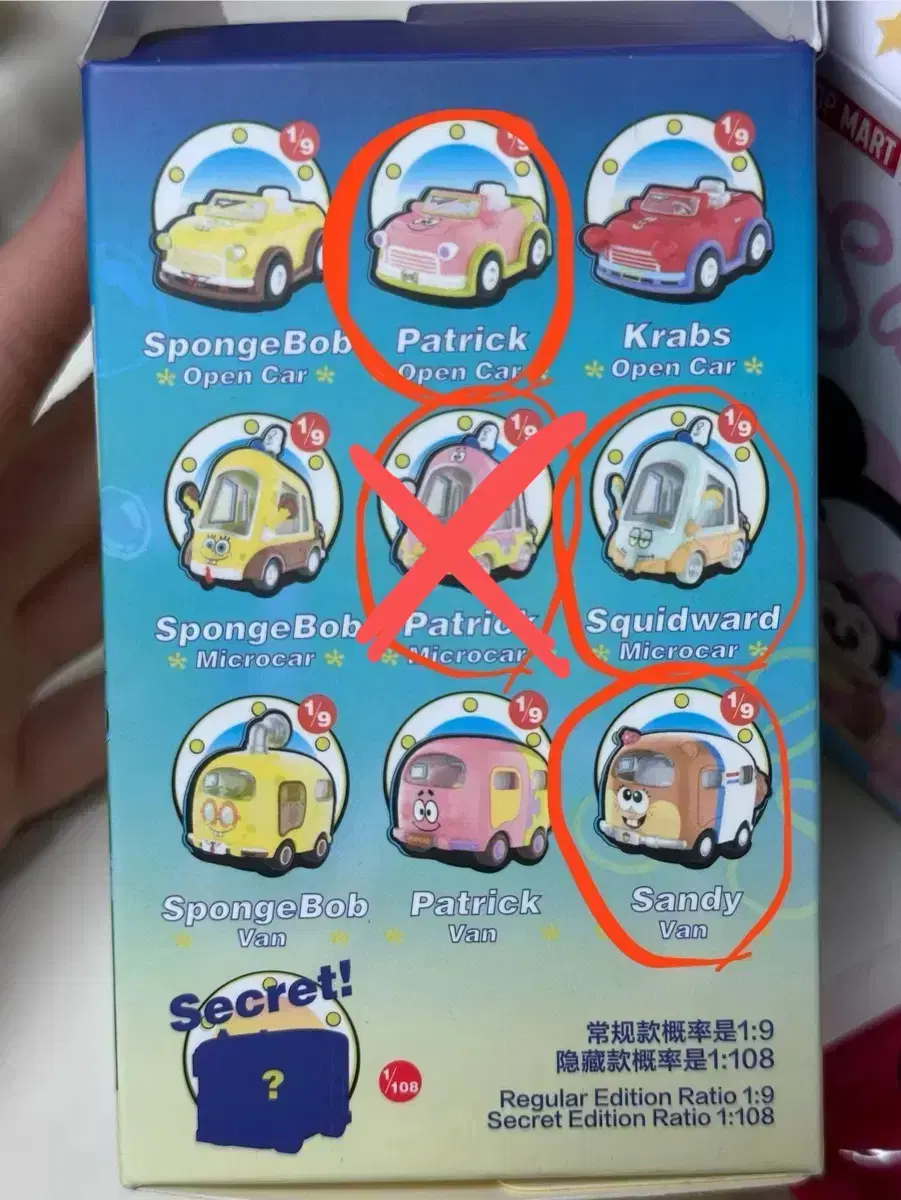 1/9
1/9
1/9
SpongeBob
Open Car
Patrick
Open Car
Krabs
Open Car
1/9
1/9
1/9
SpongeBob
Microcar
Patrick
Microcar
Squidward
Microcar
1/9
1/9
1/9
SpongeBob
Van
Patrick
Van
Sandy
Van
Secret!
?
1/108
常规款概率是1:9
隐藏款概率是1:108
Regular Edition Ratio 1:9
Secret Edition Ratio 1:108
MART